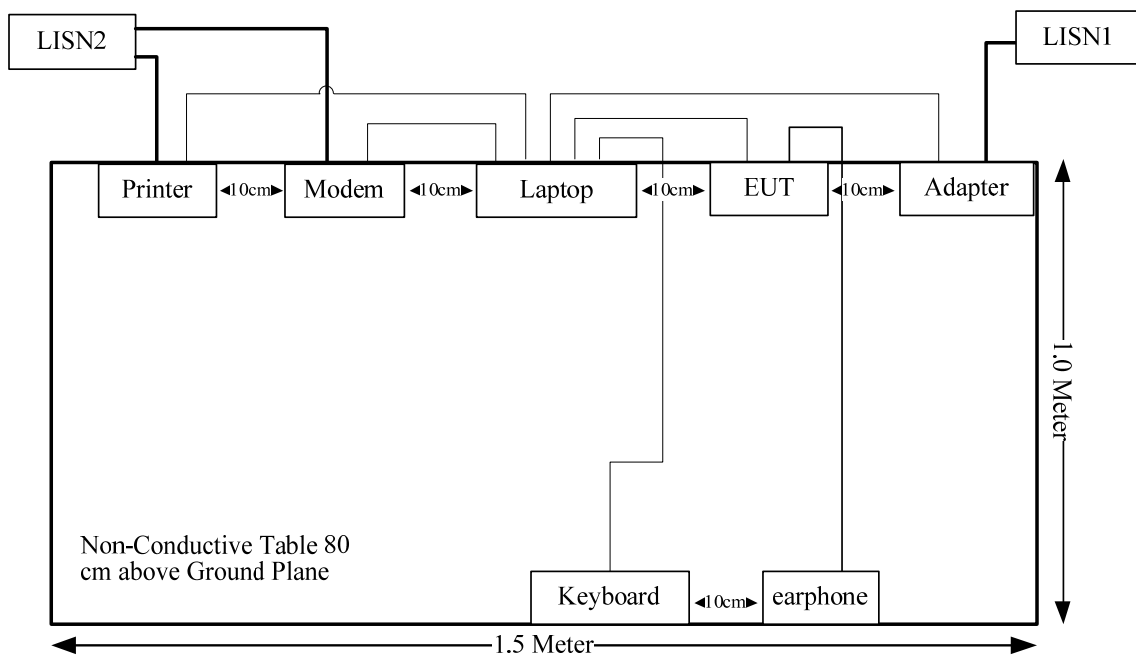 LISN2
LISN1
Printer
10cm
Modem
10cm
Laptop
10cm
EUT
10cm
Adapter
1.0 Meter
Non-Conductive Table 80
cm above Ground Plane
Keyboard
10cm
earphone
1.5 Meter